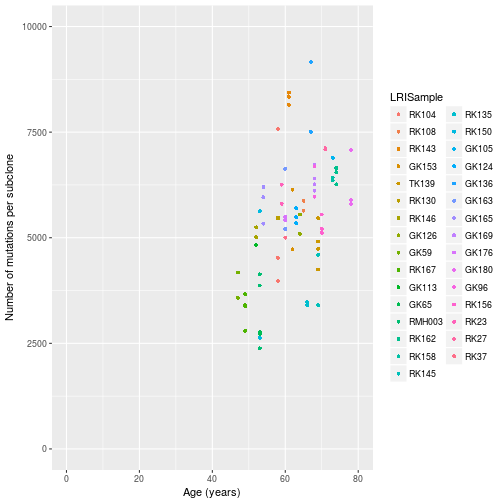 LRISample
10000
7500
5000
2500
0
Number of mutations per subclone
0 20 40 60 80
Age (years)
RK104 RK135
RK108 RK150
RK143 GK105
GK153 GK124
TK139 GK136
RK130 GK163
RK146 GK165
GK126 GK169
GK59 GK176
RK167 GK180
GK113 GK96
GK65 RK156
RMH003 RK23
RK162 RK27
RK158 RK37
RK145